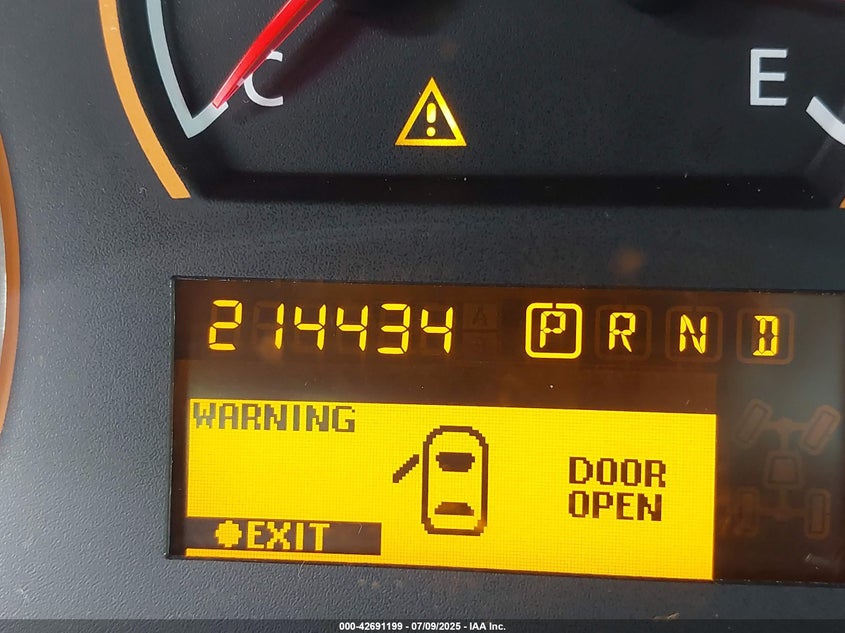 C
E
214434 P R N D
WARNING
DOOR
OPEN
EXIT
000-42691199 - 07/09/2025 - IAA Inc.